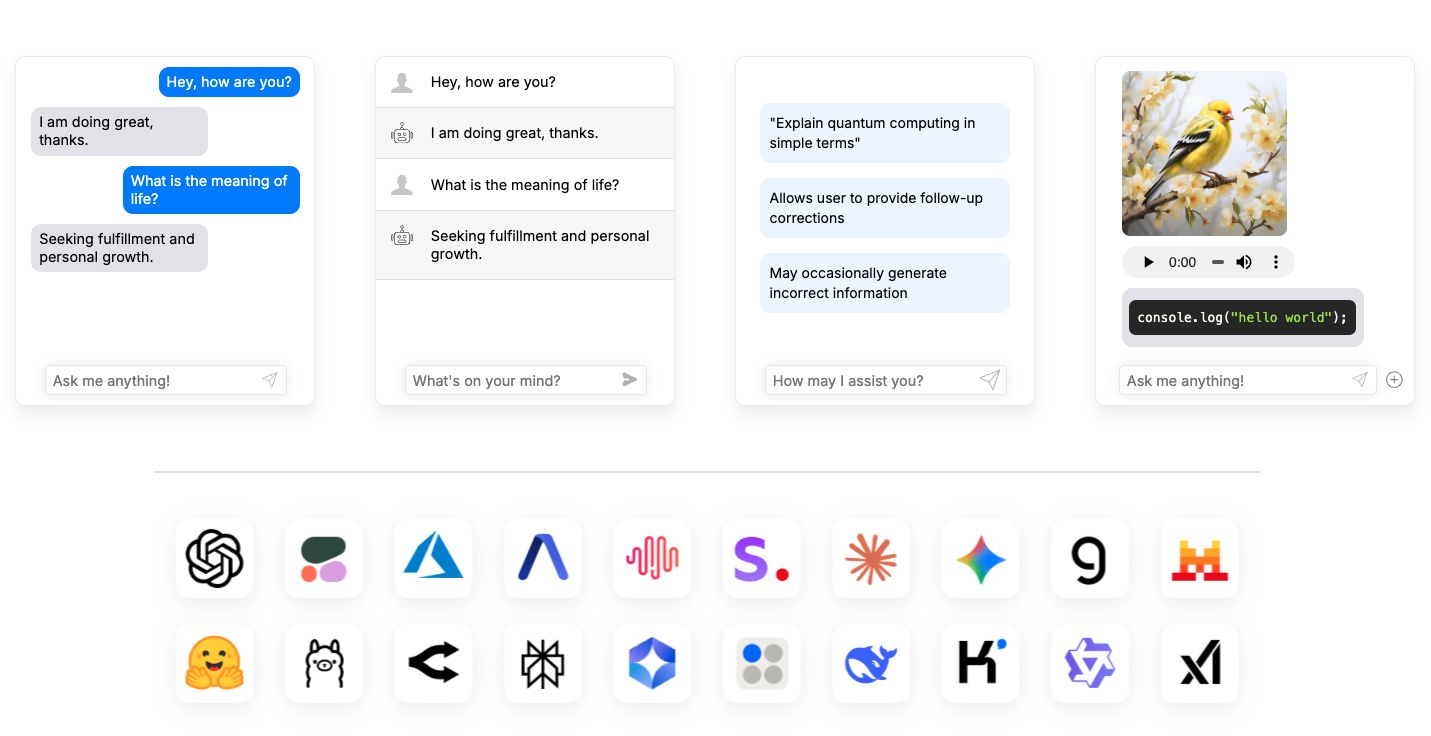 Hey, how are you?
I am doing great,
thanks.
What is the meaning of
life?
Seeking fulfillment and
personal growth.
Ask me anything!
Hey, how are you?
I am doing great, thanks.
What is the meaning of life?
Seeking fulfillment and personal
growth.
What's on your mind?
"Explain quantum computing in
simple terms"
Allows user to provide follow-up
corrections
May occasionally generate
incorrect information
How may I assist you?
0:00
console.log("hello world");
Ask me anything!